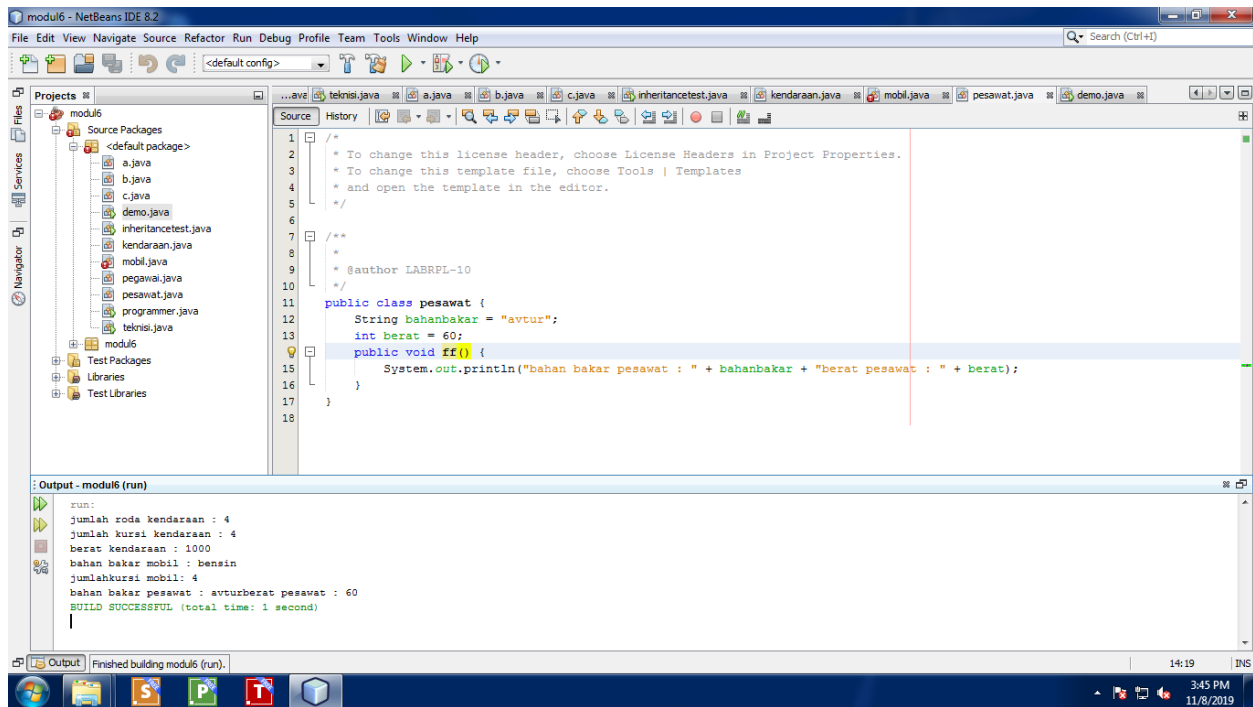 modul6 - NetBeans IDE 8.2
File Edit View Navigate Source Refactor Run Debug Profile Team Tools Window Help
Search (Ctrl+I)
<default config>
Projects
...ava teknisi.java a.java b.java c.java inheritancetest.java kendaraan.java mobil.java pesawat.java demo.java
Files
Services
Navigator
modul6
Source Packages
<default package>
a.java
b.java
c.java
demo.java
inheritancetest.java
kendaraan.java
mobil.java
pegawai.java
pesawat.java
programmer.java
teknisi.java
modul6
Test Packages
Libraries
Test Libraries
Source History
1 /*
2 * To change this license header, choose License Headers in Project Properties.
3 * To change this template file, choose Tools | Templates
4 * and open the template in the editor.
5 */
6
7 /**
8 *
9 * @author LABRPL-10
10 */
11 public class pesawat {
12 String bahanbakar = "avtur";
13 int berat = 60;
public void ff() {
15 System.out.println("bahan bakar pesawat : " + bahanbakar + "berat pesawat : " + berat);
16 }
17 }
18
Output - modul6 (run)
run:
jumlah roda kendaraan : 4
jumlah kursi kendaraan : 4
berat kendaraan : 1000
bahan bakar mobil : bensin
jumlahkursi mobil: 4
bahan bakar pesawat : avturberat pesawat : 60
BUILD SUCCESSFUL (total time: 1 second)
Output Finished building modul6 (run).
14:19 INS
S P T
3:45 PM
11/8/2019